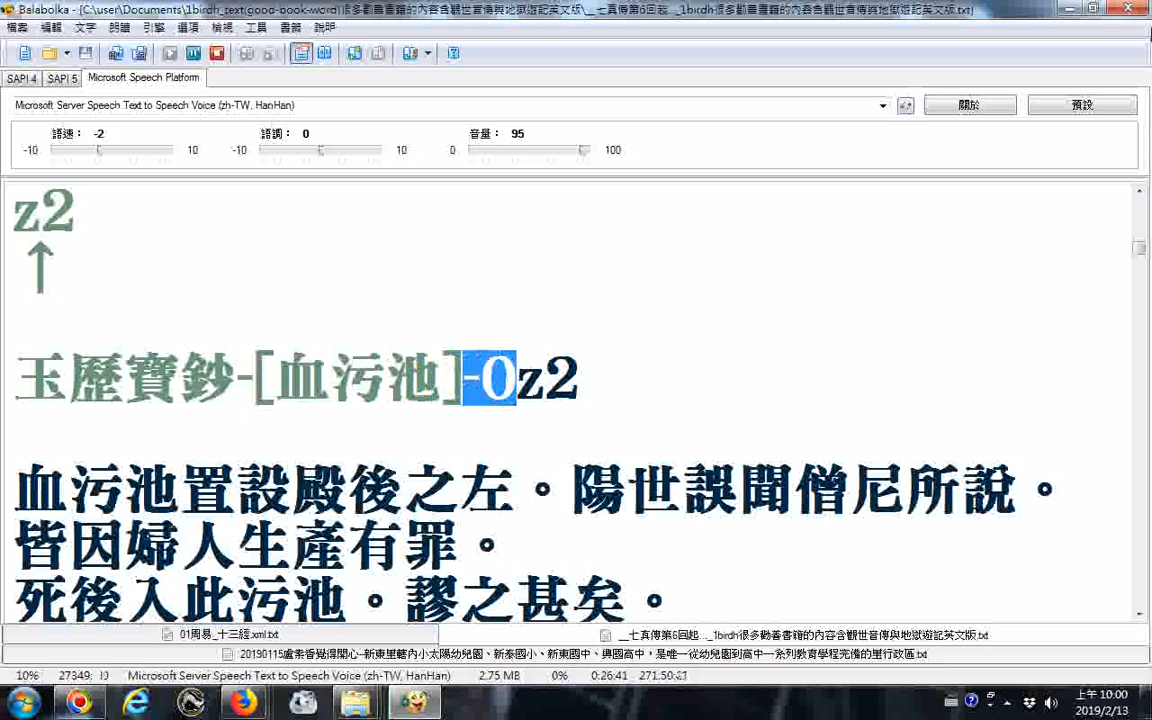 Balabolka - [C:\user\Documents\1birdh_text\good-book-word\很多勸善書籍的內容含觀世音傳與地獄遊記英文版\__七真傳第6回起..._1birdh很多勸善書籍的內容含觀世音傳與地獄遊記英文版.txt]
檔案 編輯 文字 朗讀 引擎 選項 檢視 工具 書籤 說明
SAPI 4 SAPI 5 Microsoft Speech Platform
Microsoft Server Speech Text to Speech Voice (zh-TW, HanHan) 關於 預設
語速： -2 語調： 0 音量： 95
-10 10 -10 10 0 100
z2
↑
玉歷寶鈔-[血污池]-0z2
血污池置設殿後之左。陽世誤聞僧尼所說。
皆因婦人生產有罪。
死後入此污池。謬之甚矣。
01周易_十三經.xml.txt __七真傳第6回起..._1birdh很多勸善書籍的內容含觀世音傳與地獄遊記英文版.txt
20190115盧素香覺得開心-新東里轄內小太陽幼兒園、新泰國小、新東國中、興國高中，是唯一從幼兒園到高中一系列教育學程完備的里行政區.txt
10% 27349: Microsoft Server Speech Text to Speech Voice (zh-TW, HanHan) 2.75 MB 0% 0:26:41 271:50:21
上午 10:00
2019/2/13